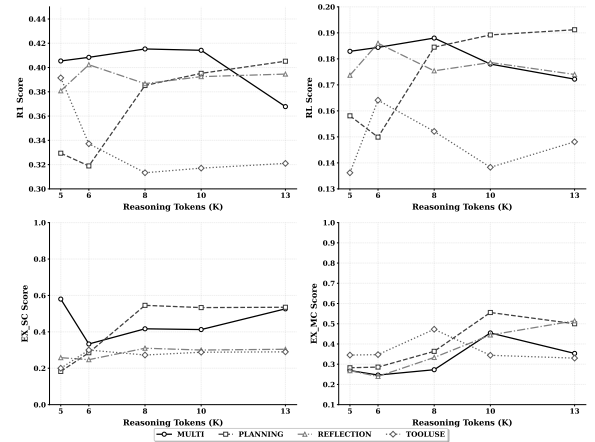 0.44
0.42
0.40
0.38
0.36
0.34
0.32
0.30
R1 Score
5 6 8 10 13
Reasoning Tokens (K)
0.20
0.19
0.18
0.17
0.16
0.15
0.14
0.13
RL Score
5 6 8 10 13
Reasoning Tokens (K)
1.0
0.8
0.6
0.4
0.2
0.0
EX_SC Score
5 6 8 10 13
Reasoning Tokens (K)
1.0
0.9
0.8
0.7
0.6
0.5
0.4
0.3
0.2
0.1
EX_MC Score
5 6 8 10 13
Reasoning Tokens (K)
MULTI PLANNING REFLECTION TOOLUSE